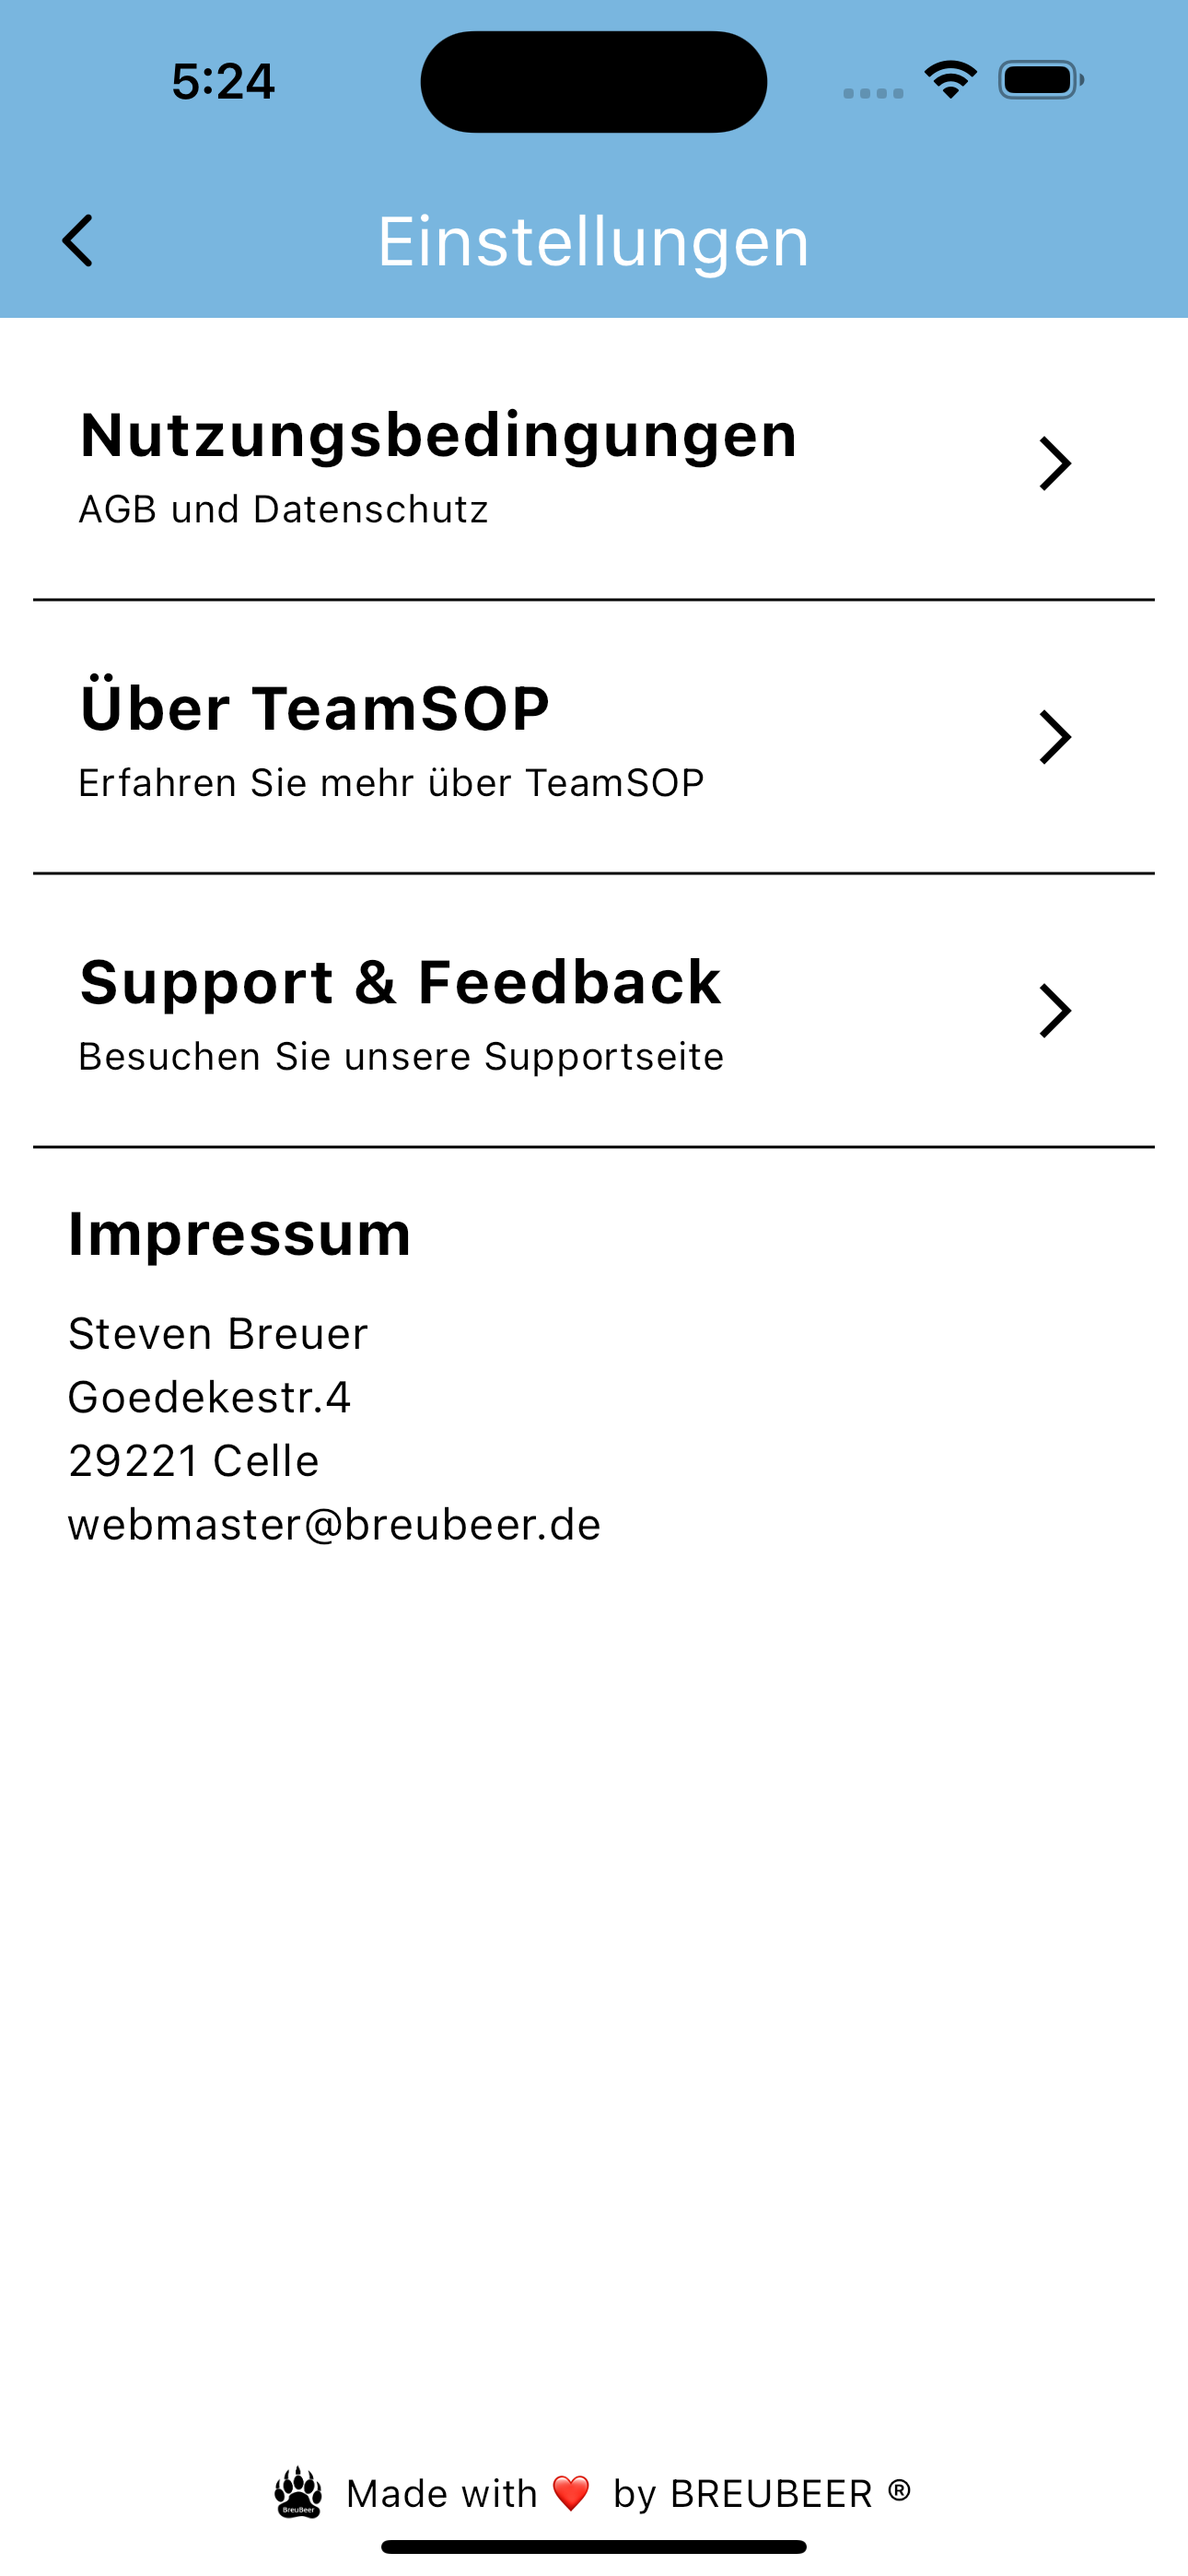 5:24
Einstellungen
Nutzungsbedingungen
AGB und Datenschutz
Über TeamSOP
Erfahren Sie mehr über TeamSOP
Support & Feedback
Besuchen Sie unsere Supportseite
Impressum
Steven Breuer
Goedekestr.4
29221 Celle
webmaster@breubeer.de
BreuBeer
Made with ❤️ by BREUBEER ®